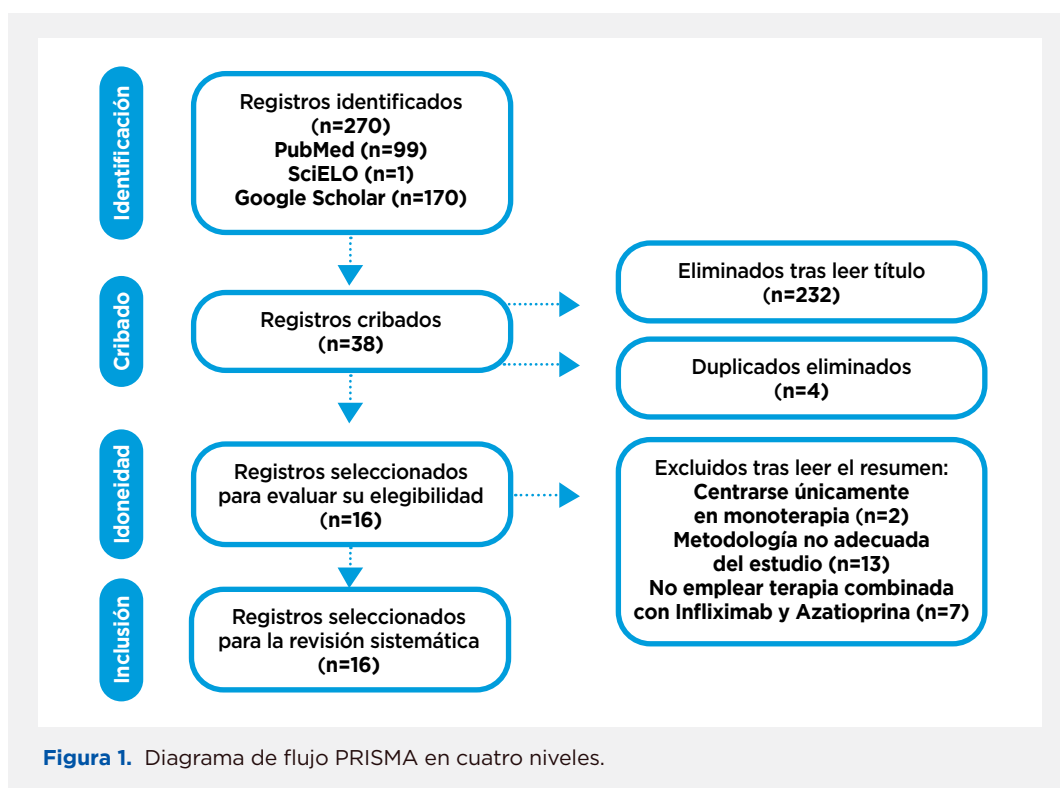 Identificación
Registros identificados
(n=270)
PubMed (n=99)
SciELO (n=1)
Google Scholar (n=170)
Cribado
Registros cribados
(n=38)
Eliminados tras leer título
(n=232)
Duplicados eliminados
(n=4)
Idoneidad
Registros seleccionados
para evaluar su elegibilidad
(n=16)
Excluidos tras leer el resumen:
Centrarse únicamente
en monoterapia (n=2)
Metodología no adecuada
del estudio (n=13)
No emplear terapia combinada
con Infliximab y Azatioprina (n=7)
Inclusión
Registros seleccionados
para la revisión sistemática
(n=16)
Figura 1. Diagrama de flujo PRISMA en cuatro niveles.